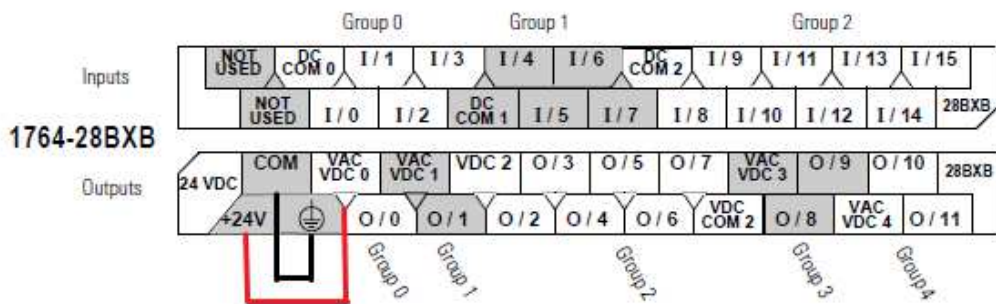 Group 0 Group 1 Group 2
Inputs
NOT USED DC COM 0 I / 1 I / 3 I / 4 I / 6 DC COM 2 I / 9 I / 11 I / 13 I / 15
NOT USED I / 0 I / 2 DC COM 1 I / 5 I / 7 I / 8 I / 10 I / 12 I / 14 28BXB
1764-28BXB
Outputs
24 VDC COM VAC VDC 0 VAC VDC 1 VDC 2 O / 3 O / 5 O / 7 VAC VDC 3 O / 9 O / 10 28BXB
+24V O / 0 O / 1 O / 2 O / 4 O / 6 VDC COM 2 O / 8 VAC VDC 4 O / 11
Group 0 Group 1 Group 2 Group 3 Group 4